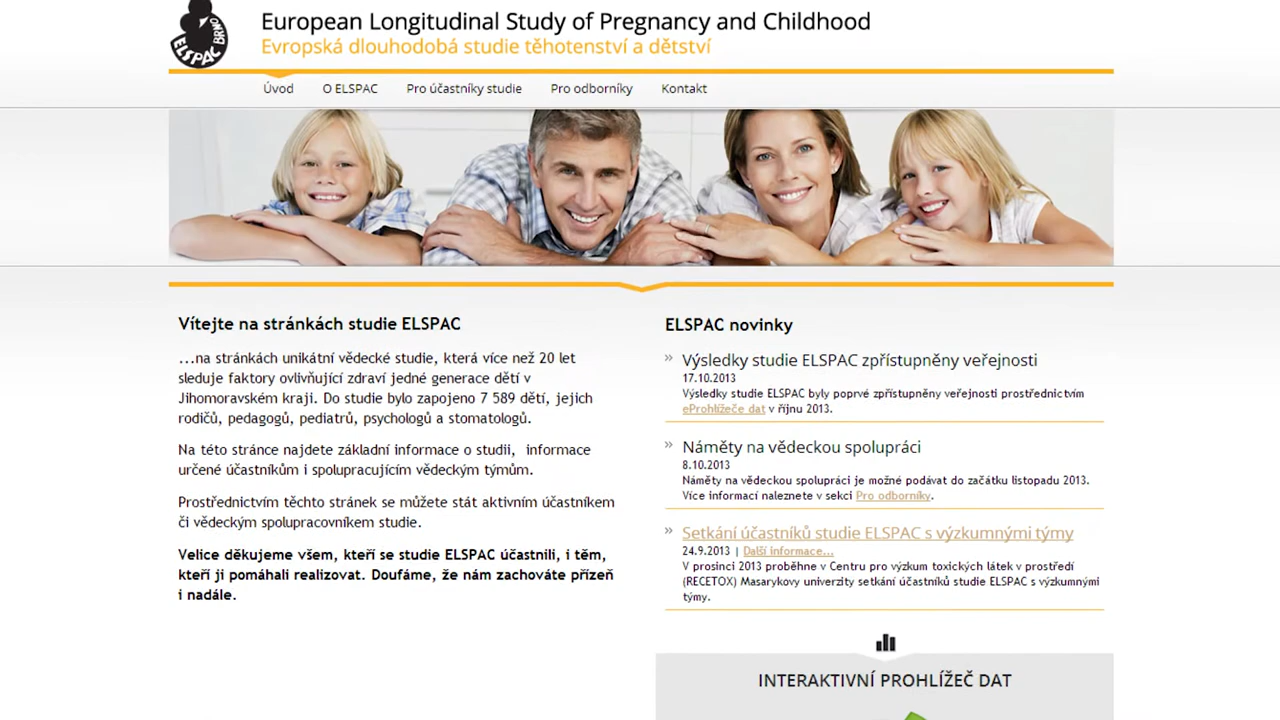 ELSPAC BRNO
European Longitudinal Study of Pregnancy and Childhood
Evropská dlouhodobá studie těhotenství a dětství
Úvod O ELSPAC Pro účastníky studie Pro odborníky Kontakt
Vítejte na stránkách studie ELSPAC
...na stránkách unikátní vědecké studie, která více než 20 let
sleduje faktory ovlivňující zdraví jedné generace dětí v
Jihomoravském kraji. Do studie bylo zapojeno 7 589 dětí, jejich
rodičů, pedagogů, pediatrů, psychologů a stomatologů.
Na této stránce najdete základní informace o studii, informace
určené účastníkům i spolupracujícím vědeckým týmům.
Prostřednictvím těchto stránek se můžete stát aktivním účastníkem
či vědeckým spolupracovníkem studie.
Velice děkujeme všem, kteří se studie ELSPAC účastnili, i těm,
kteří ji pomáhali realizovat. Doufáme, že nám zachováte přízeň
i nadále.
ELSPAC novinky
Výsledky studie ELSPAC zpřístupněny veřejnosti
17.10.2013
Výsledky studie ELSPAC byly poprvé zpřístupněny veřejnosti prostřednictvím
eProhlížeče dat v říjnu 2013.
Náměty na vědeckou spolupráci
8.10.2013
Náměty na vědeckou spolupráci je možné podávat do začátku listopadu 2013.
Více informací naleznete v sekci Pro odborníky.
Setkání účastníků studie ELSPAC s výzkumnými týmy
24.9.2013 | Další informace...
V prosinci 2013 proběhne v Centru pro výzkum toxických látek v prostředí
(RECETOX) Masarykovy univerzity setkání účastníků studie ELSPAC s výzkumnými
týmy.
INTERAKTIVNÍ PROHLÍŽEČ DAT